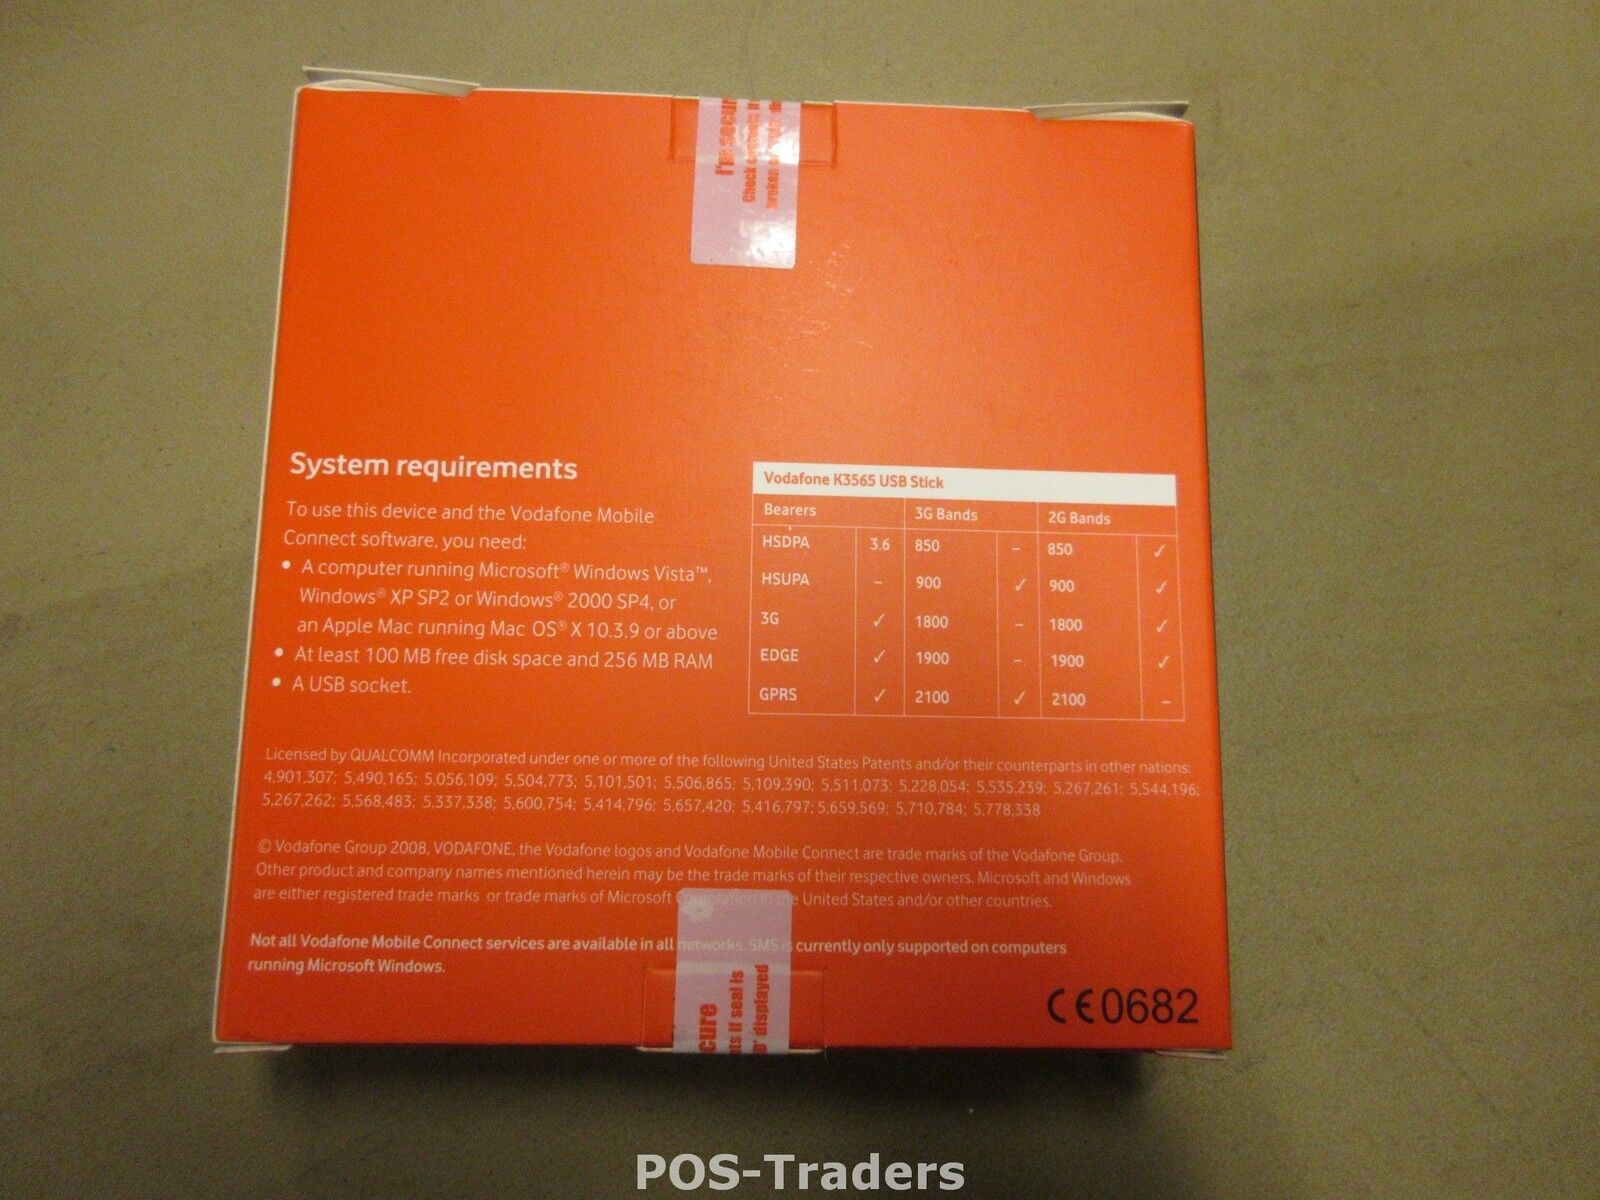 I'm secur
Check
broken
System requirements
To use this device and the Vodafone Mobile
Connect software, you need:
• A computer running Microsoft® Windows Vista™,
Windows® XP SP2 or Windows® 2000 SP4, or
an Apple Mac running Mac OS® X 10.3.9 or above
• At least 100 MB free disk space and 256 MB RAM
• A USB socket.
Vodafone K3565 USB Stick
Bearers 3G Bands 2G Bands
HSDPA 3.6 850 – 850 ✓
HSUPA – 900 ✓ 900 ✓
3G ✓ 1800 – 1800 ✓
EDGE ✓ 1900 – 1900 ✓
GPRS ✓ 2100 ✓ 2100 –
Licensed by QUALCOMM Incorporated under one or more of the following United States Patents and/or their counterparts in other nations:
4,901,307; 5,490,165; 5,056,109; 5,504,773; 5,101,501; 5,506,865; 5,109,390; 5,511,073; 5,228,054; 5,535,239; 5,267,261; 5,544,196;
5,267,262; 5,568,483; 5,337,338; 5,600,754; 5,414,796; 5,657,420; 5,416,797; 5,659,569; 5,710,784; 5,778,338
© Vodafone Group 2008. VODAFONE, the Vodafone logos and Vodafone Mobile Connect are trade marks of the Vodafone Group.
Other product and company names mentioned herein may be the trade marks of their respective owners. Microsoft and Windows
are either registered trade marks or trade marks of Microsoft Corporation in the United States and/or other countries.
Not all Vodafone Mobile Connect services are available in all networks. SMS is currently only supported on computers
running Microsoft Windows.
cure
ts if seal is
D' displayed
CE0682
POS-Traders